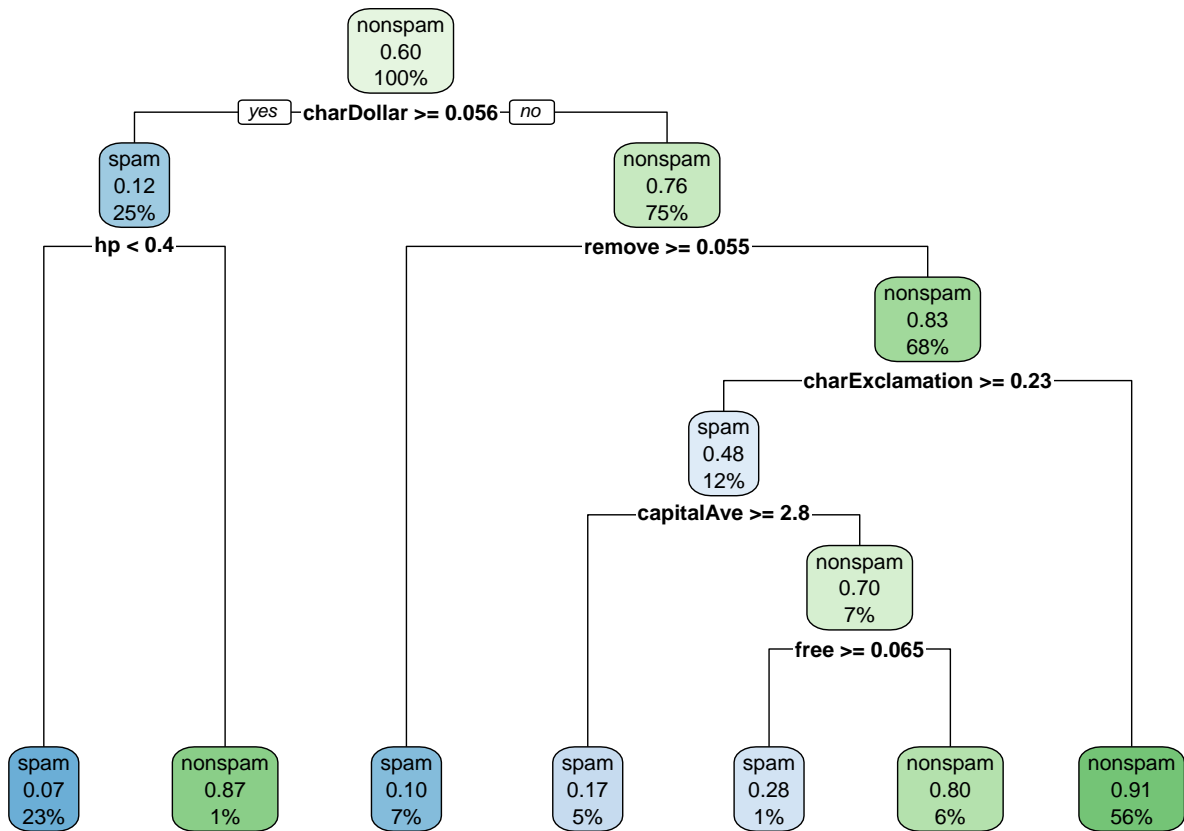 nonspam
0.60
100%
yes charDollar >= 0.056 no
spam
0.12
25%
nonspam
0.76
75%
hp < 0.4
remove >= 0.055
nonspam
0.83
68%
charExclamation >= 0.23
spam
0.48
12%
capitalAve >= 2.8
nonspam
0.70
7%
free >= 0.065
spam
0.07
23%
nonspam
0.87
1%
spam
0.10
7%
spam
0.17
5%
spam
0.28
1%
nonspam
0.80
6%
nonspam
0.91
56%